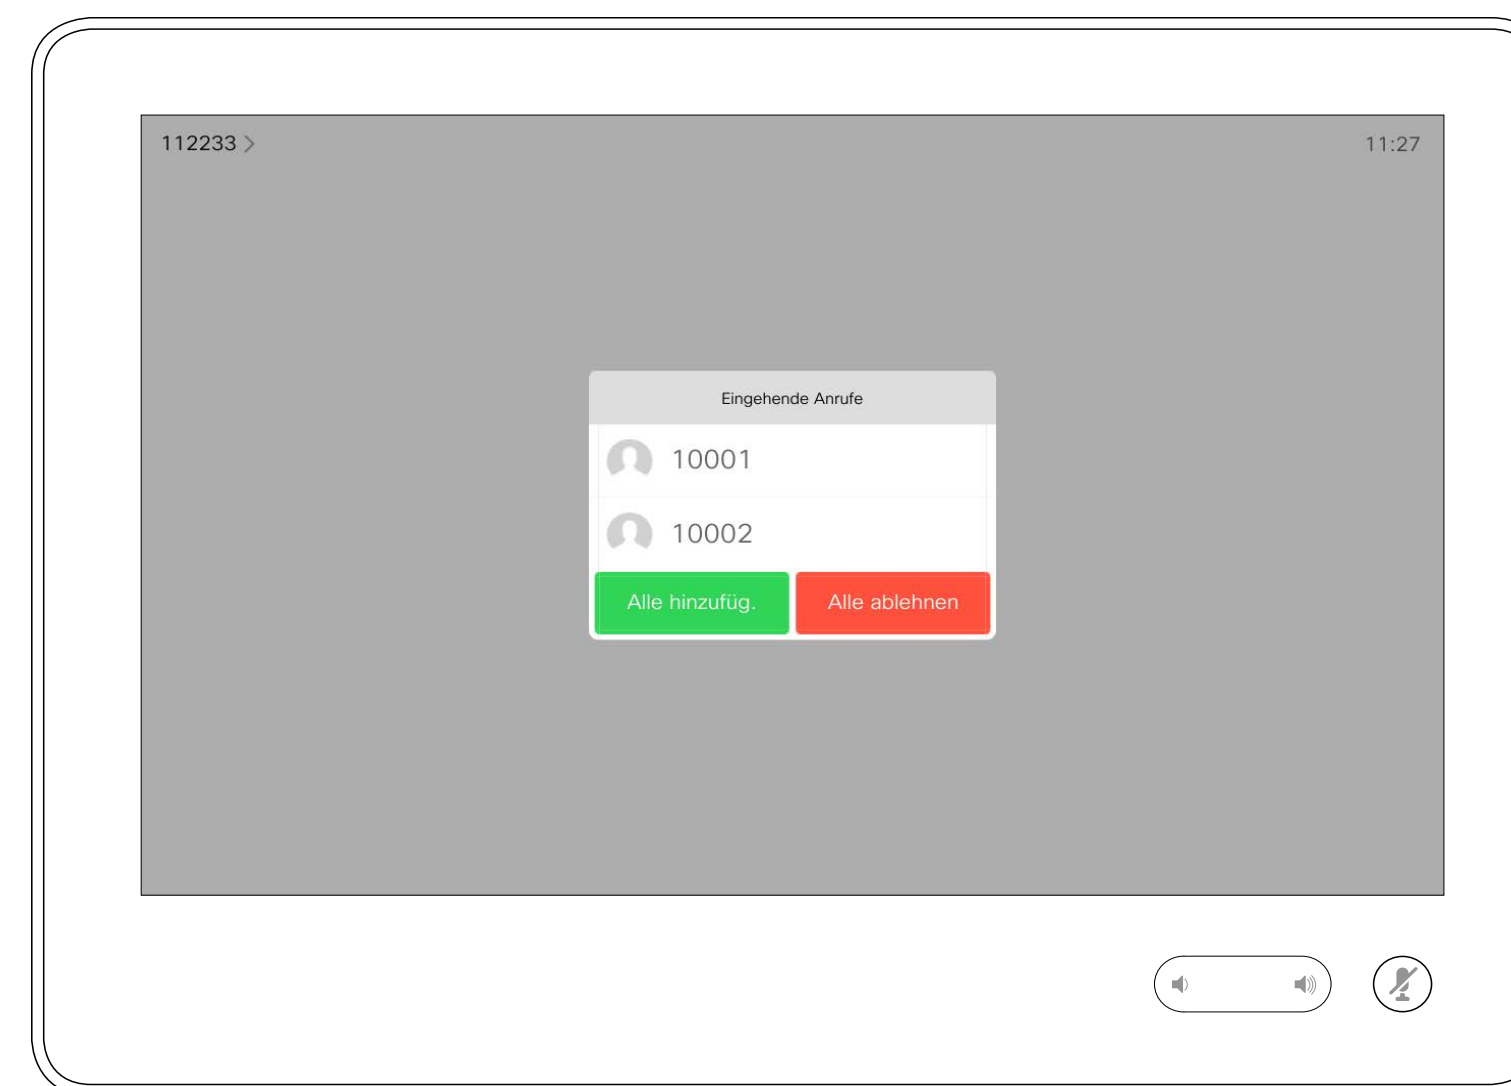 112233 >
11:27
Eingehende Anrufe
10001
10002
Alle hinzufüg.
Alle ablehnen